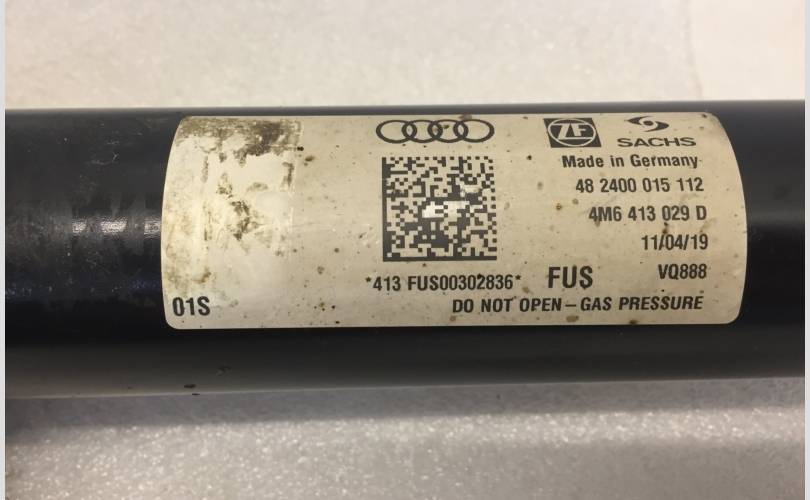 ZF SACHS
Made in Germany
48 2400 015 112
4M6 413 029 D
11/04/19
*413 FUS00302836* FUS VQ888
01S DO NOT OPEN – GAS PRESSURE